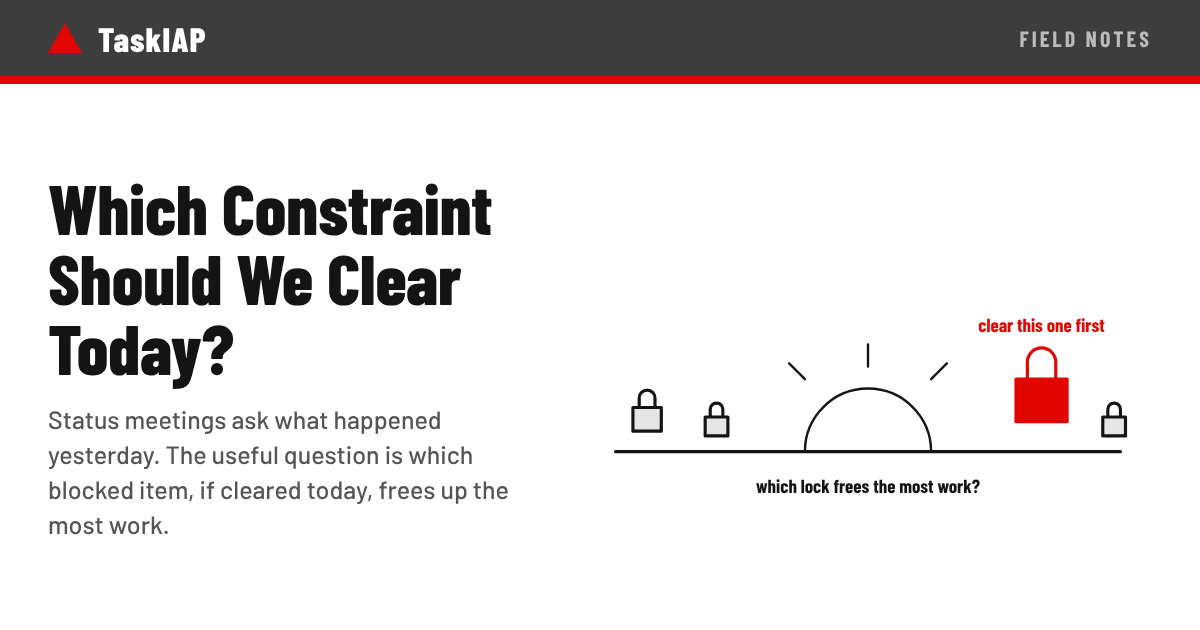 TaskIAP
FIELD NOTES
Which Constraint
Should We Clear
Today?
Status meetings ask what happened
yesterday. The useful question is which
blocked item, if cleared today, frees up the
most work.
clear this one first
which lock frees the most work?